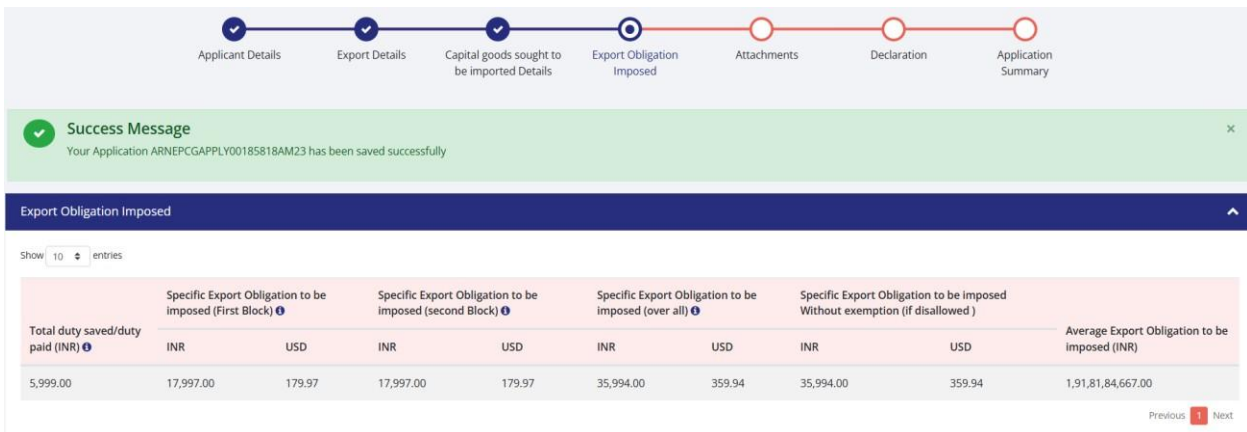 Applicant Details
Export Details
Capital goods sought to
be imported Details
Export Obligation
Imposed
Attachments
Declaration
Application
Summary
Success Message
×
Your Application ARNEPCGAPPLY00185818AM23 has been saved successfully
Export Obligation Imposed
Show 10 entries
Total duty saved/duty
paid (INR)
Specific Export Obligation to be
imposed (First Block)
Specific Export Obligation to be
imposed (second Block)
Specific Export Obligation to be
imposed (over all)
Specific Export Obligation to be imposed
Without exemption (if disallowed )
Average Export Obligation to be
imposed (INR)
INR USD INR USD INR USD INR USD
5,999.00 17,997.00 179.97 17,997.00 179.97 35,994.00 359.94 35,994.00 359.94 1,91,81,84,667.00
Previous 1 Next